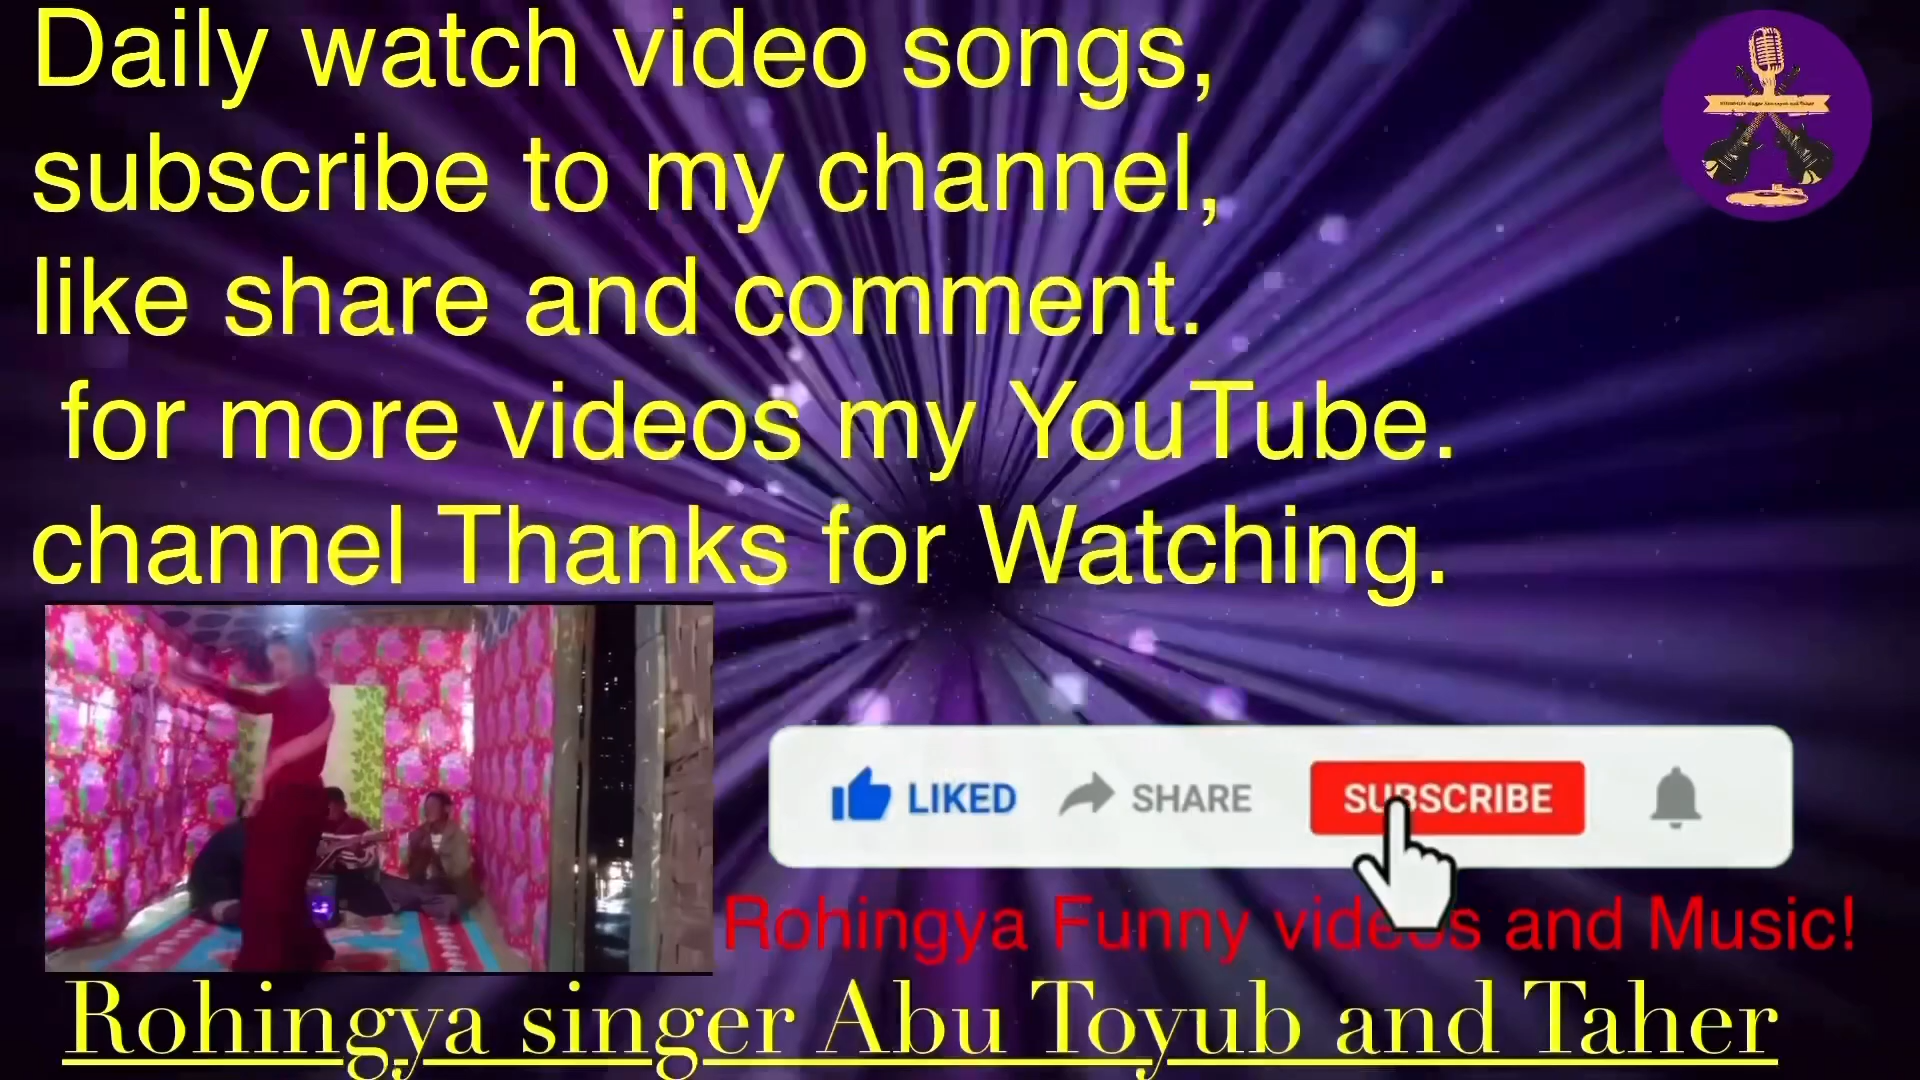 Daily watch video songs,
subscribe to my channel,
like share and comment.
for more videos my YouTube.
channel Thanks for Watching.
LIKED SHARE SUBSCRIBE
Rohingya Funny videos and Music!
Rohingya singer Abu Toyub and Taher